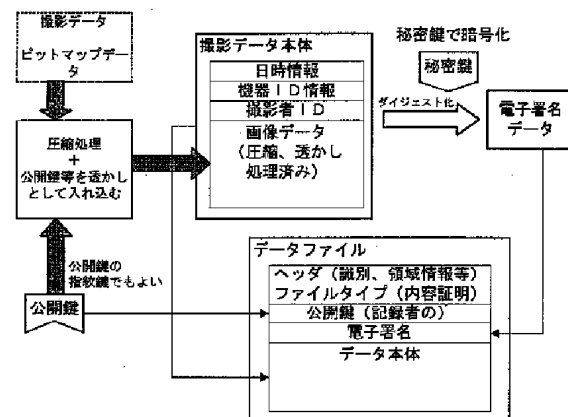 撮影データ
ピットマップデー
タ
圧縮処理
+
公開鍵等を透かし
として入れ込む
公開鍵の
指紋鍵でもよい
公開鍵
撮影データ本体
日時情報
機器ID情報
撮影者ID
画像データ
(圧縮、透かし
処理済み)
秘密鍵で暗号化
秘密鍵
ダイジェスト化
電子署名
データ
データファイル
ヘッダ(識別、領域情報等)
ファイルタイプ(内容証明)
公開鍵(記録者の)
電子署名
データ本体